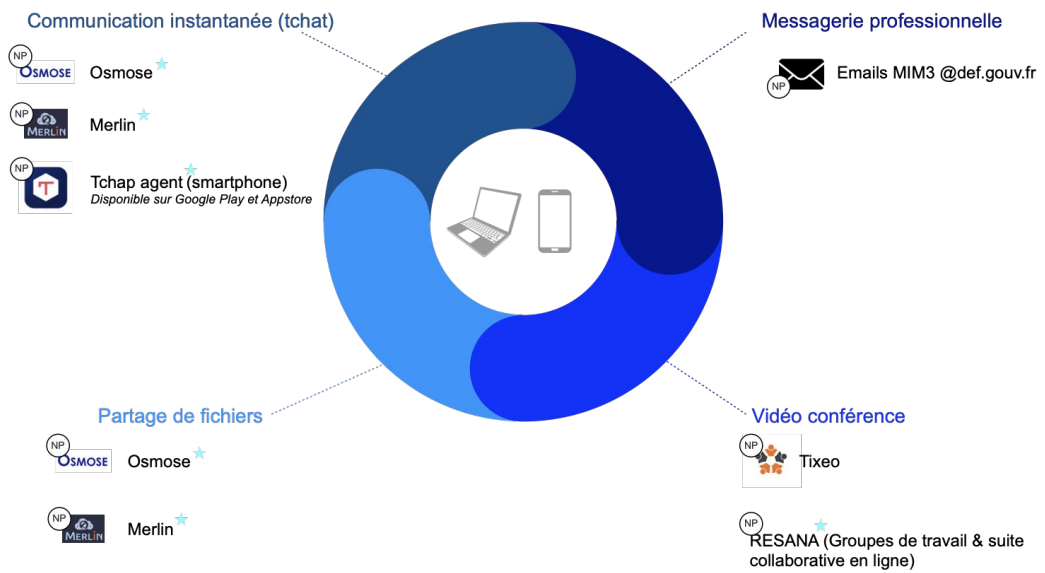 Communication instantanée (tchat)
NP
OSMOSE
Osmose
NP
MERLIN
Merlin
NP
T
Tchap agent (smartphone)
Disponible sur Google Play et Appstore
Messagerie professionnelle
NP
Emails MIM3 @def.gouv.fr
Partage de fichiers
NP
OSMOSE
Osmose
NP
MERLIN
Merlin
Vidéo conférence
NP
Tixeo
NP
RESANA (Groupes de travail & suite
collaborative en ligne)